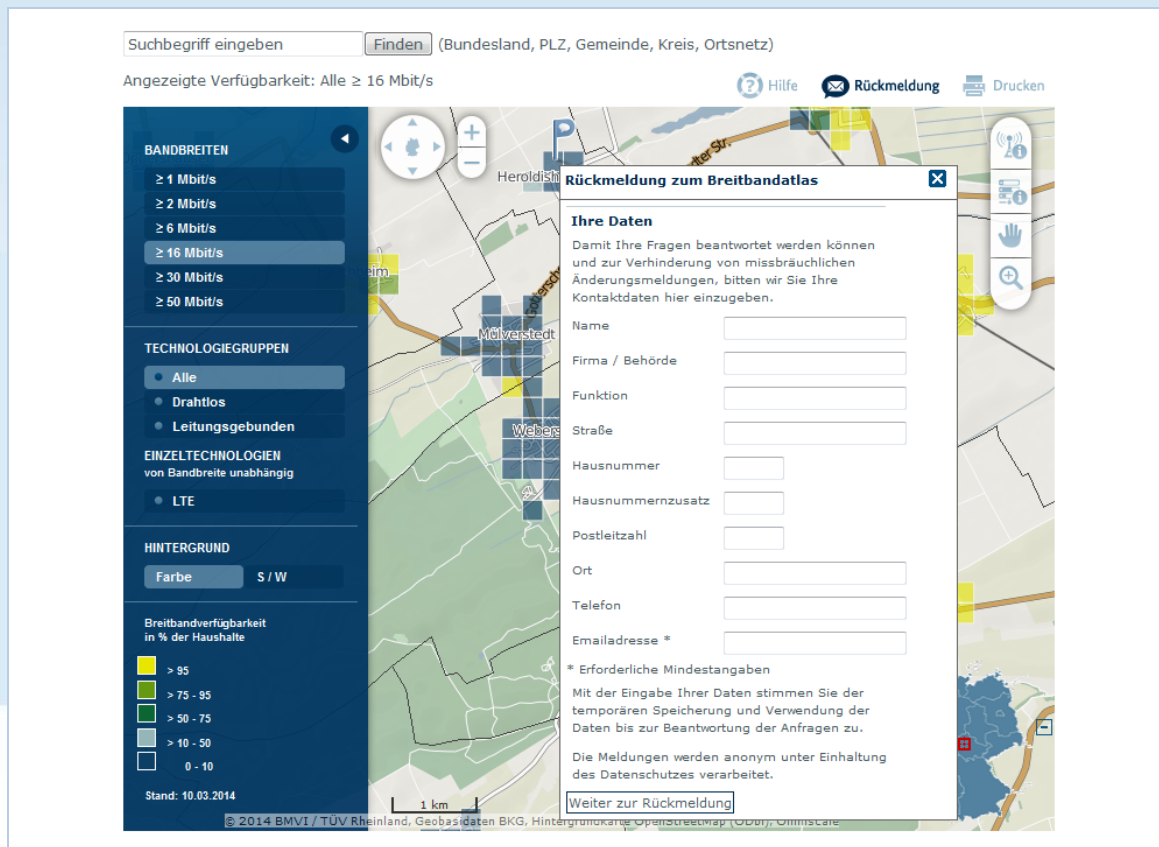 Suchbegriff eingeben Finden (Bundesland, PLZ, Gemeinde, Kreis, Ortsnetz)
Angezeigte Verfügbarkeit: Alle ≥ 16 Mbit/s
Hilfe Rückmeldung Drucken
BANDBREITEN
≥ 1 Mbit/s
≥ 2 Mbit/s
≥ 6 Mbit/s
≥ 16 Mbit/s
≥ 30 Mbit/s
≥ 50 Mbit/s
TECHNOLOGIEGRUPPEN
Alle
Drahtlos
Leitungsgebunden
EINZELTECHNOLOGIEN
von Bandbreite unabhängig
LTE
HINTERGRUND
Farbe S / W
Breitbandverfügbarkeit
in % der Haushalte
> 95
> 75 - 95
> 50 - 75
> 10 - 50
0 - 10
Stand: 10.03.2014
Heroldish
dter Str.
eim
Gottersch
Mülverstedt
Webers
1 km
Rückmeldung zum Breitbandatlas
Ihre Daten
Damit Ihre Fragen beantwortet werden können
und zur Verhinderung von missbräuchlichen
Änderungsmeldungen, bitten wir Sie Ihre
Kontaktdaten hier einzugeben.
Name
Firma / Behörde
Funktion
Straße
Hausnummer
Hausnummernzusatz
Postleitzahl
Ort
Telefon
Emailadresse *
* Erforderliche Mindestangaben
Mit der Eingabe Ihrer Daten stimmen Sie der
temporären Speicherung und Verwendung der
Daten bis zur Beantwortung der Anfragen zu.
Die Meldungen werden anonym unter Einhaltung
des Datenschutzes verarbeitet.
Weiter zur Rückmeldung
© 2014 BMVI / TÜV Rheinland, Geobasidaten BKG, Hintergrundkarte OpenStreetMap (ODbl), Omniscale